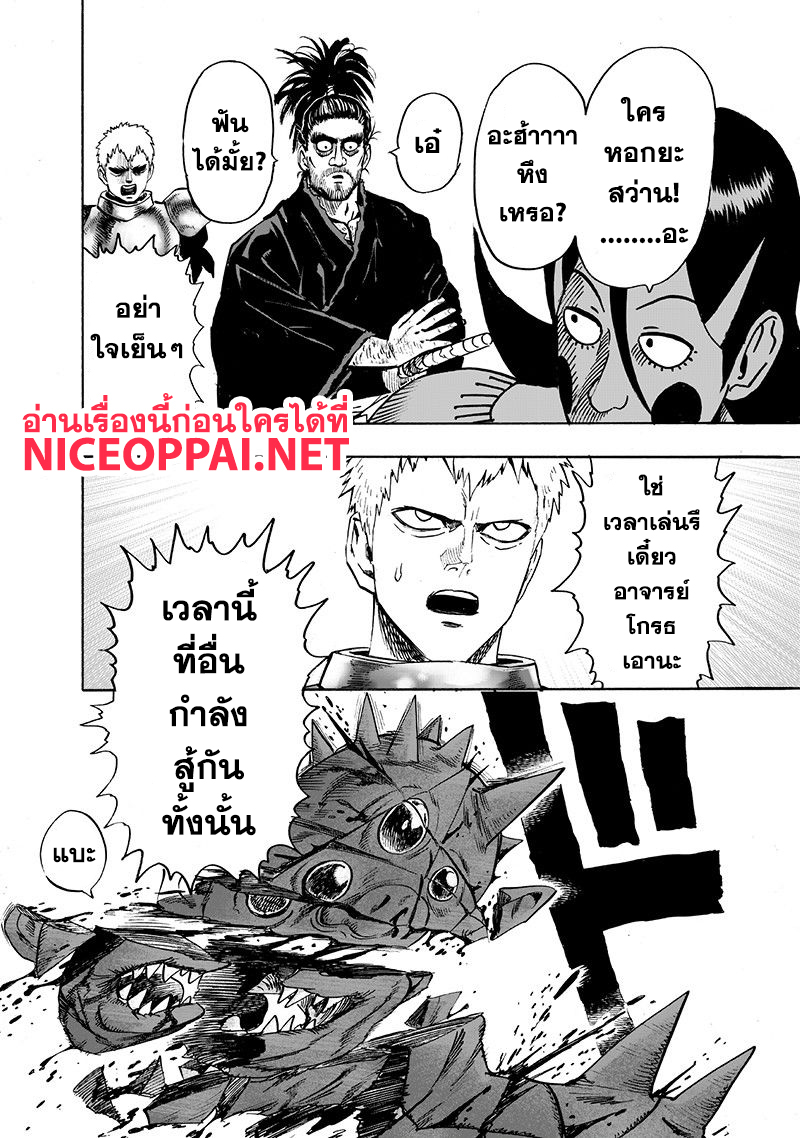 ใคร
หอกยะ
สว่าน!
........อะ
อะฮ้าาาา
หึง
เหรอ?
เอ๋
ฟัน
ได้มั้ย?
อย่า
ใจเย็นๆ
อ่านเรื่องนี้ก่อนใครได้ที่
NICEOPPAI.NET
ใช่
เวลาเล่นรึ
เดี๋ยว
อาจารย์
โกรธ
เอานะ
เวลานี้
ที่อื่น
กำลัง
สู้กัน
ทั้งนั้น
แบะ